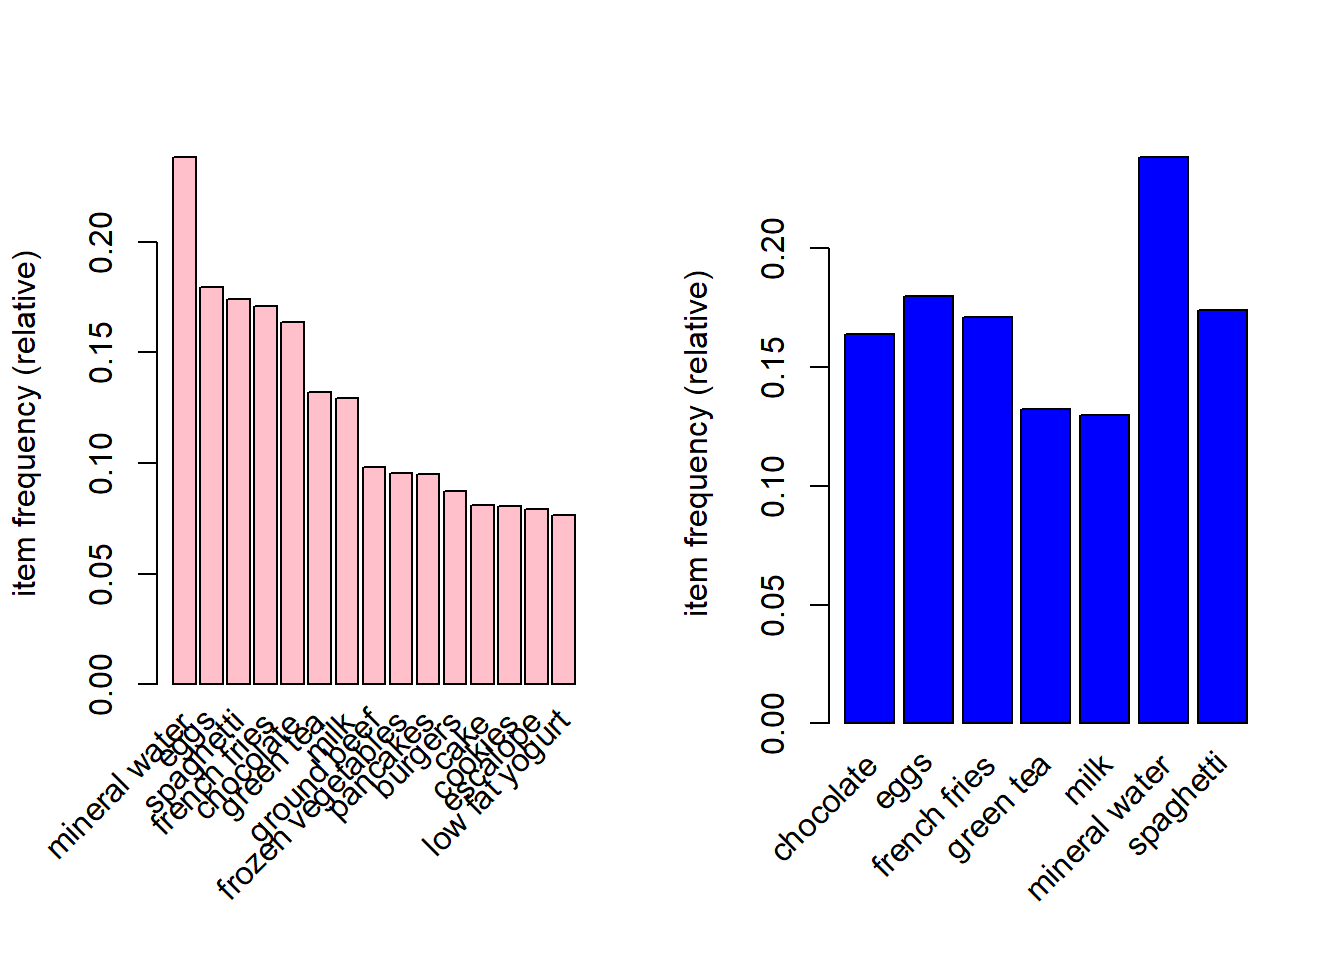 item frequency (relative)
0.00
0.05
0.10
0.15
0.20
mineral water
eggs
spaghetti
french fries
chocolate
green tea
milk
ground beef
frozen vegetables
pancakes
burgers
cake
cookies
escalope
low fat yogurt
item frequency (relative)
0.00
0.05
0.10
0.15
0.20
chocolate
eggs
french fries
green tea
milk
mineral water
spaghetti